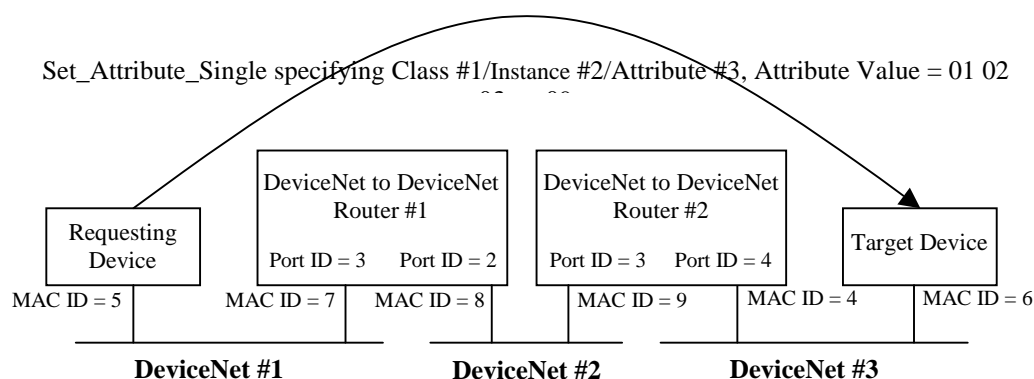 Set_Attribute_Single specifying Class #1/Instance #2/Attribute #3, Attribute Value = 01 02
DeviceNet to DeviceNet
Router #1
DeviceNet to DeviceNet
Router #2
Requesting
Device
Target Device
Port ID = 3 Port ID = 2
Port ID = 3 Port ID = 4
MAC ID = 5 MAC ID = 7 MAC ID = 8 MAC ID = 9 MAC ID = 4 MAC ID = 6
DeviceNet #1 DeviceNet #2 DeviceNet #3